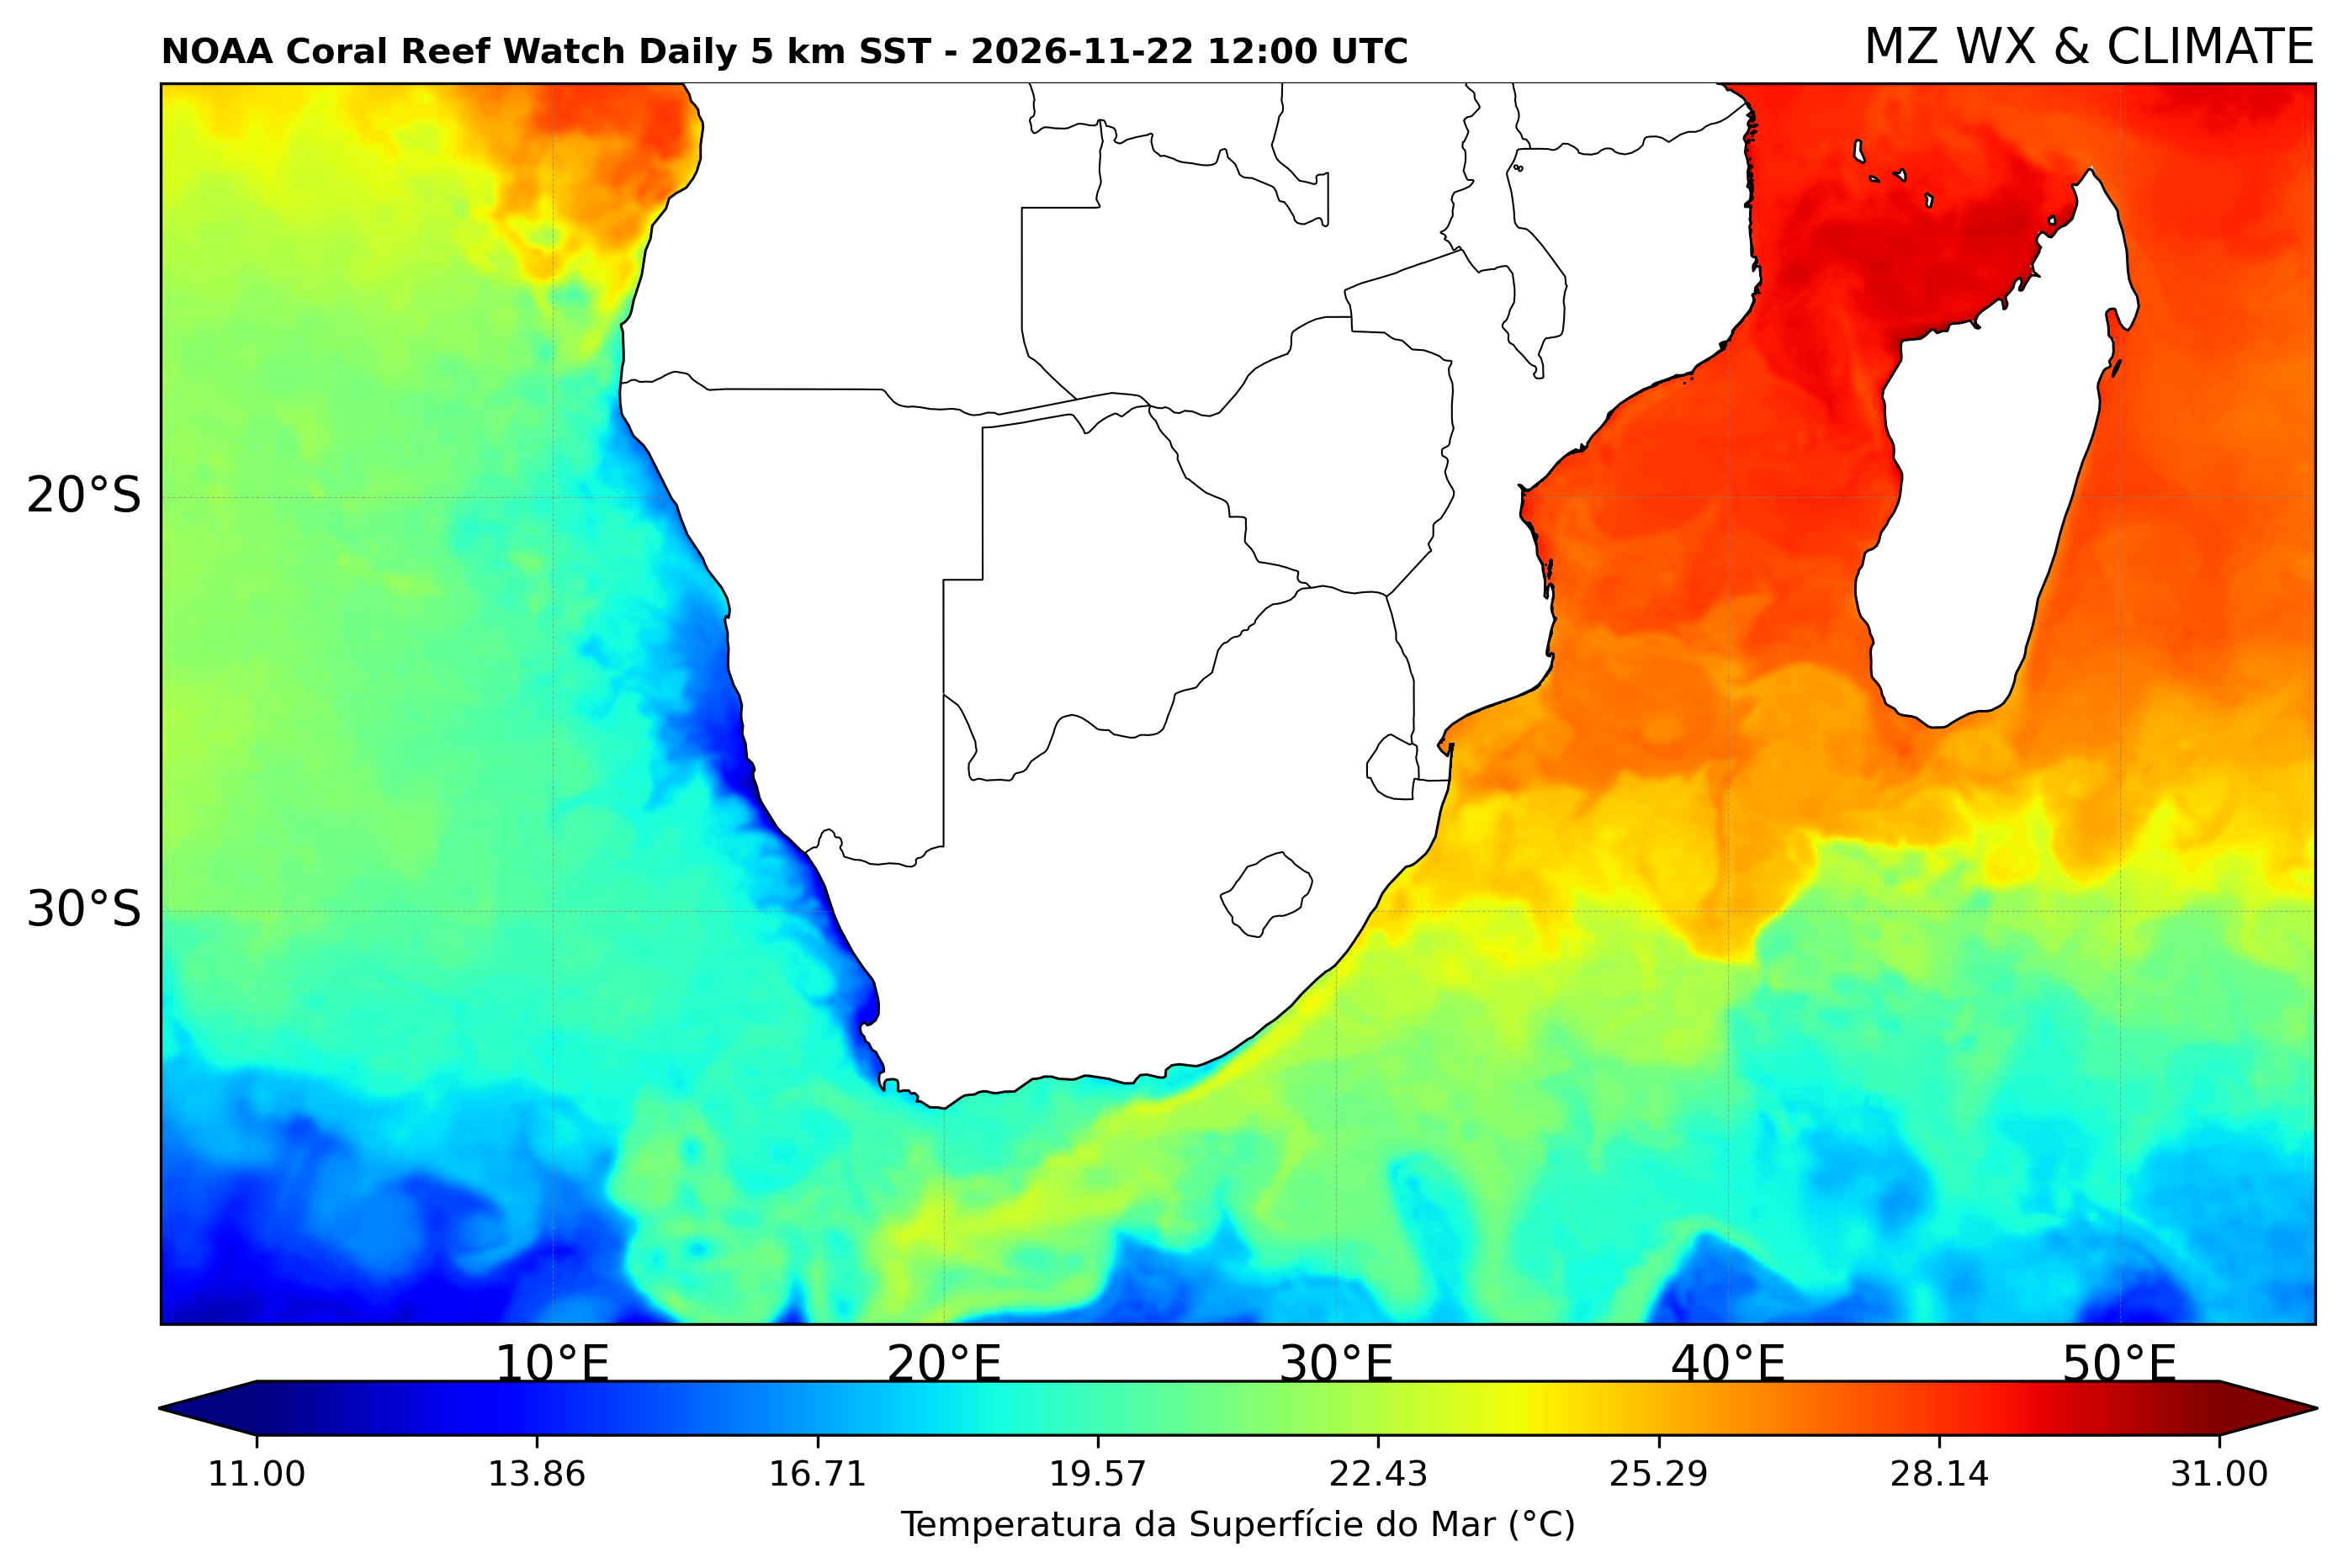 NOAA Coral Reef Watch Daily 5 km SST - 2026-11-22 12:00 UTC
MZ WX & CLIMATE
20°S
30°S
10°E 20°E 30°E 40°E 50°E
11.00 13.86 16.71 19.57 22.43 25.29 28.14 31.00
Temperatura da Superfície do Mar (°C)